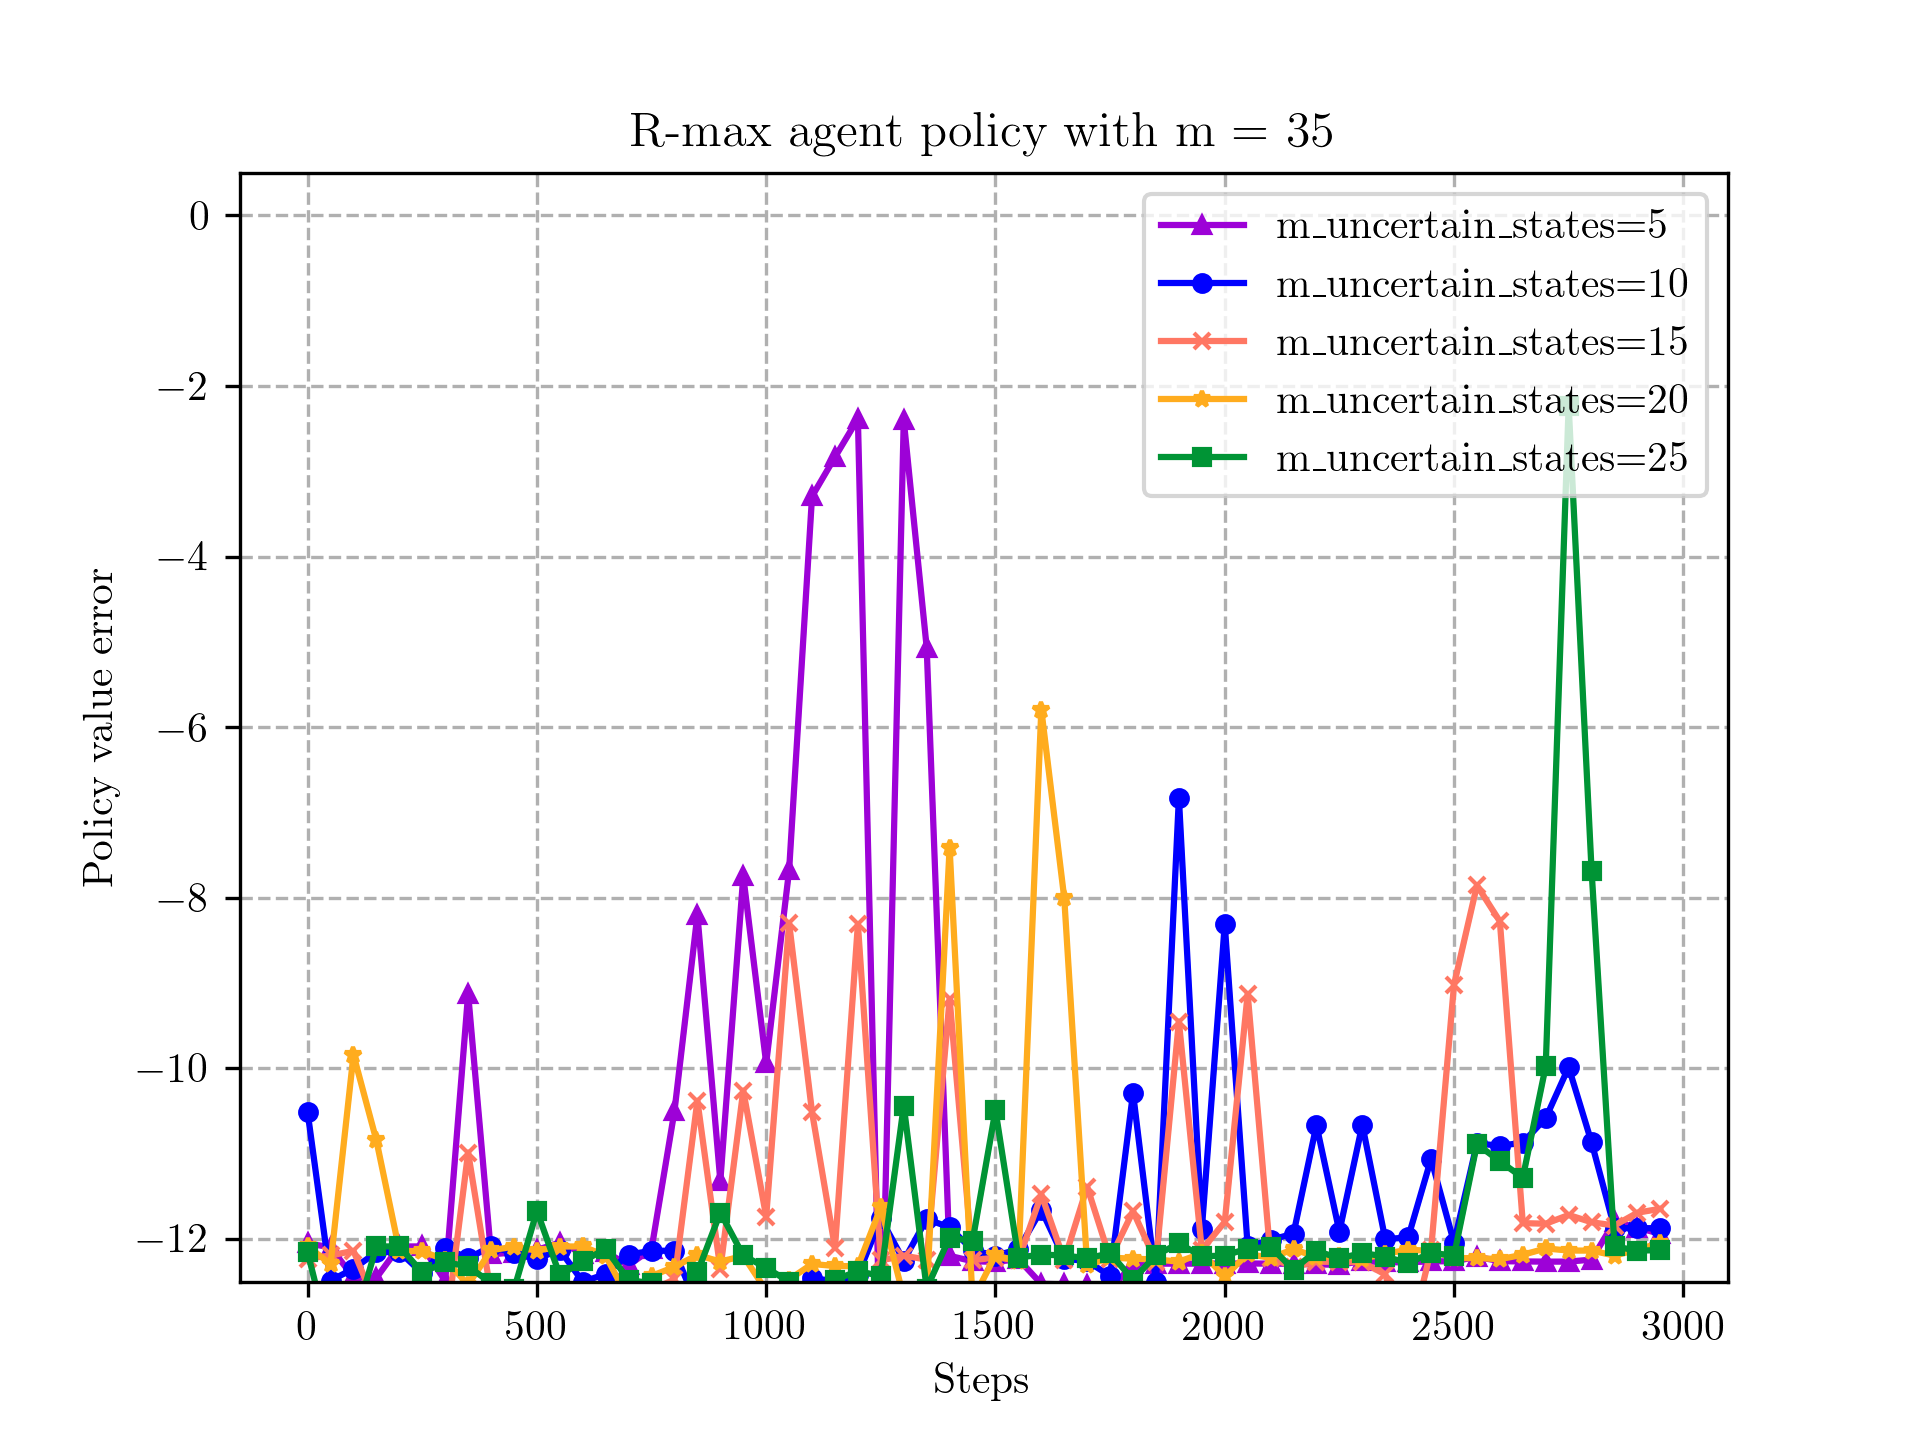 R-max agent policy with m = 35
0
−2
−4
−6
−8
−10
−12
Policy value error
m_uncertain_states=5
m_uncertain_states=10
m_uncertain_states=15
m_uncertain_states=20
m_uncertain_states=25
0 500 1000 1500 2000 2500 3000
Steps